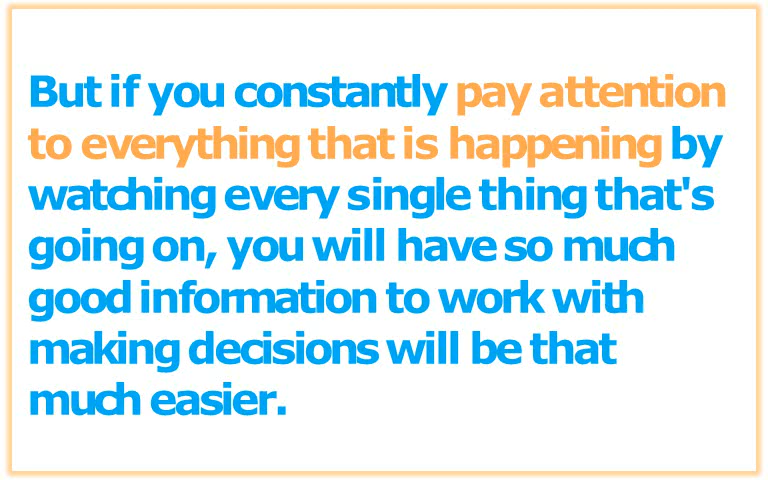 But if you constantly pay attention
to everything that is happening by
watching every single thing that's
going on, you will have so much
good information to work with
making decisions will be that
much easier.